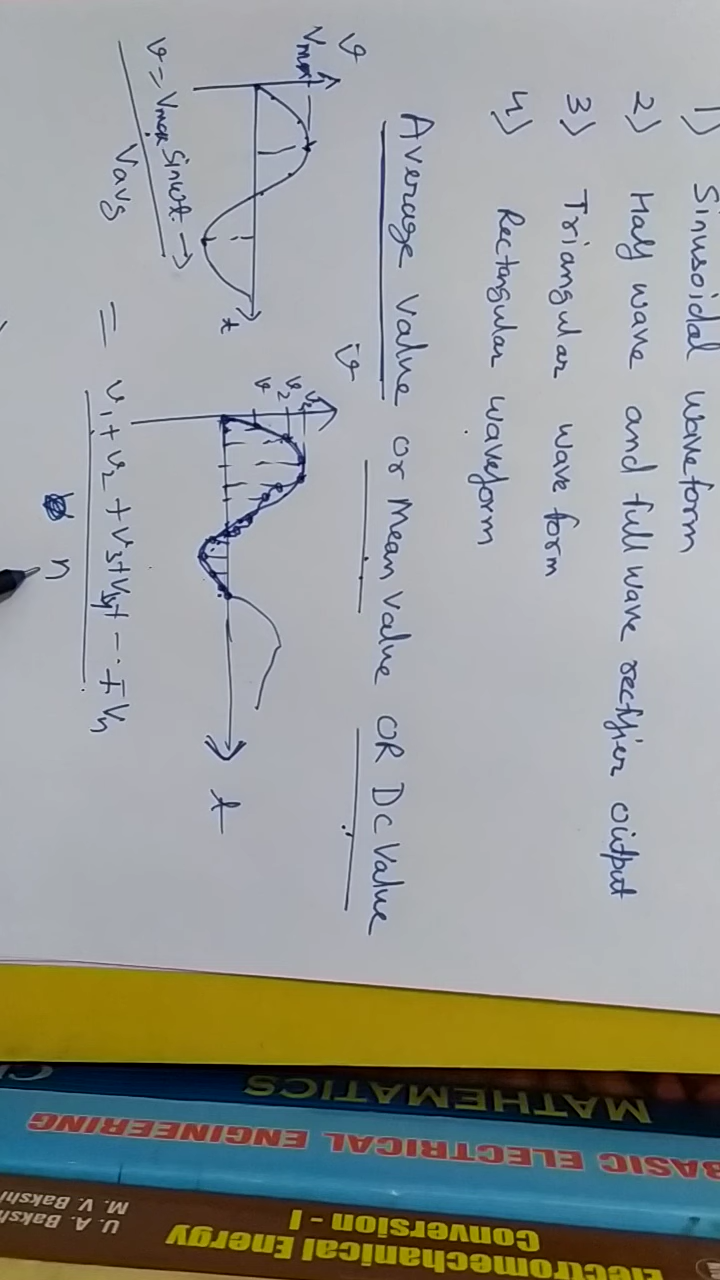 1) Sinusoidal waveform
2) Half wave and full wave rectifier output
3) Triangular wave form
4) Rectangular waveform
Average value or Mean value OR DC value
v
Vmax
t
v = Vmax Sinωt →
Vavg
v
v2
t
= v1 + v2 + v3 + v4 + - - + vn
n
MATHEMATICS
BASIC ELECTRICAL ENGINEERING
Electromechanical Energy
Conversion - I
U. A. Bakshi
M. V. Bakshi